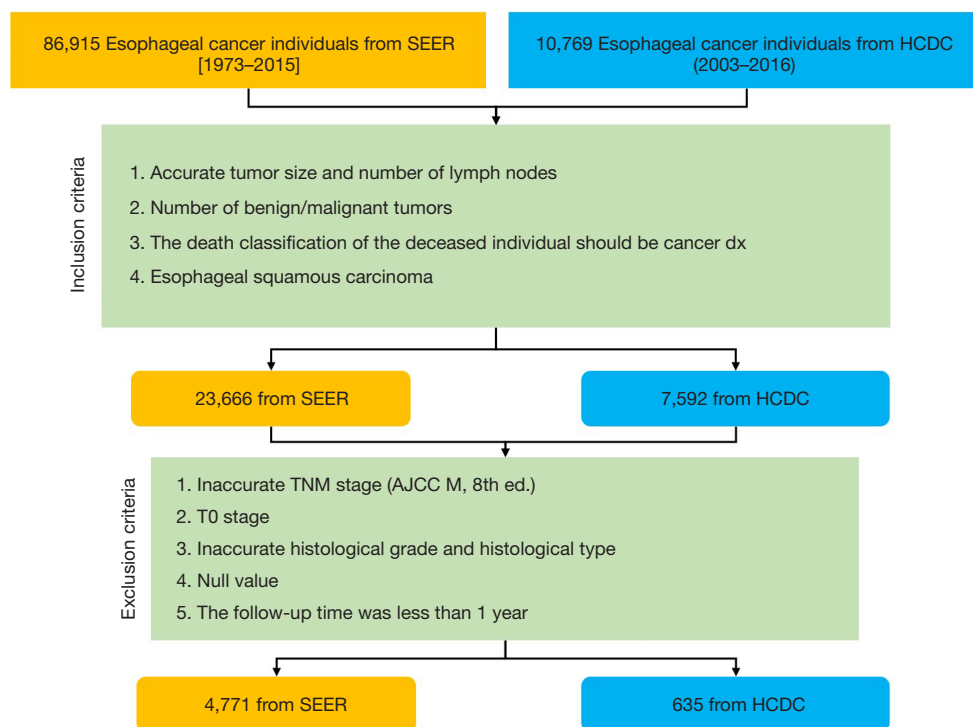 86,915 Esophageal cancer individuals from SEER
[1973–2015]
10,769 Esophageal cancer individuals from HCDC
(2003–2016)
Inclusion criteria
1. Accurate tumor size and number of lymph nodes
2. Number of benign/malignant tumors
3. The death classification of the deceased individual should be cancer dx
4. Esophageal squamous carcinoma
23,666 from SEER
7,592 from HCDC
Exclusion criteria
1. Inaccurate TNM stage (AJCC M, 8th ed.)
2. T0 stage
3. Inaccurate histological grade and histological type
4. Null value
5. The follow-up time was less than 1 year
4,771 from SEER
635 from HCDC